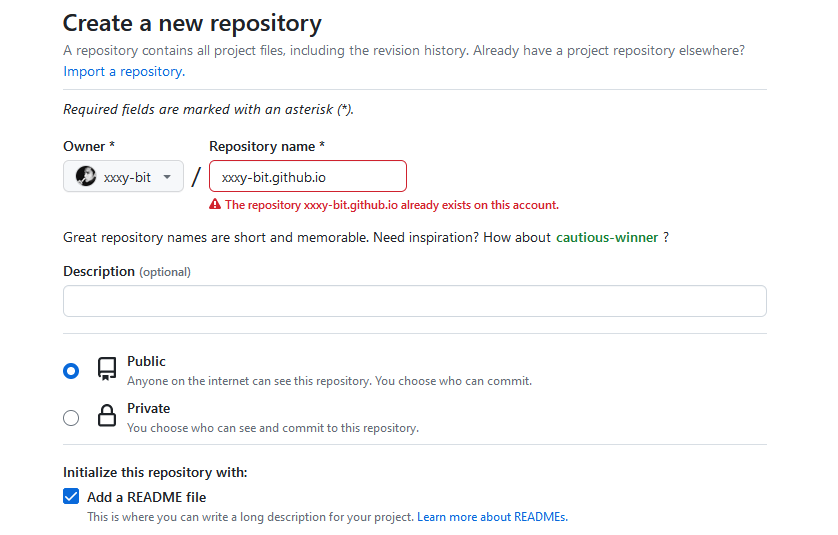 Create a new repository
A repository contains all project files, including the revision history. Already have a project repository elsewhere?
Import a repository.
Required fields are marked with an asterisk (*).
Owner * Repository name *
xxxy-bit / xxxy-bit.github.io
The repository xxxy-bit.github.io already exists on this account.
Great repository names are short and memorable. Need inspiration? How about cautious-winner ?
Description (optional)
Public
Anyone on the internet can see this repository. You choose who can commit.
Private
You choose who can see and commit to this repository.
Initialize this repository with:
Add a README file
This is where you can write a long description for your project. Learn more about READMEs.